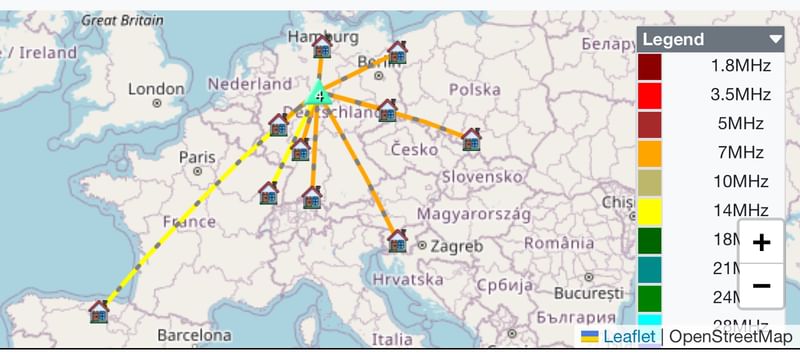 Great Britain
Hamburg
/ Ireland
Беларус
Berlin
Nederland
London
Polska
Deutschland
Paris
Česko
Slovensko
France
Magyarország
Zagreb
România
Hrvatska
Србија
București
Barcelona
Italia
България
Legend
1.8MHz
3.5MHz
5MHz
7MHz
10MHz
14MHz
18M
21M
24M
28MHz
+
−
4
Leaflet | OpenStreetMap